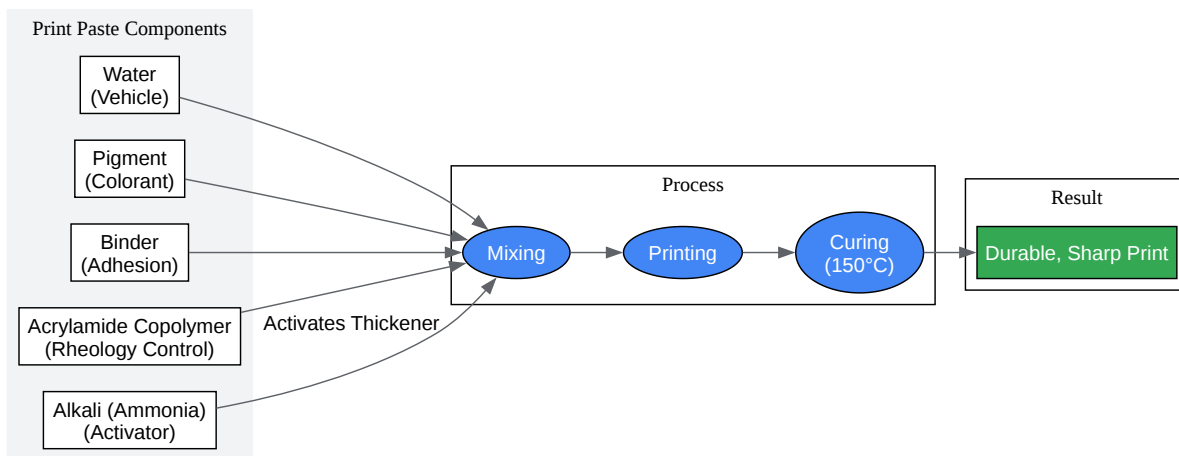 Print Paste Components
Water
(Vehicle)
Pigment
(Colorant)
Binder
(Adhesion)
Acrylamide Copolymer
(Rheology Control)
Alkali (Ammonia)
(Activator)
Activates Thickener
Process
Mixing
Printing
Curing
(150°C)
Result
Durable, Sharp Print